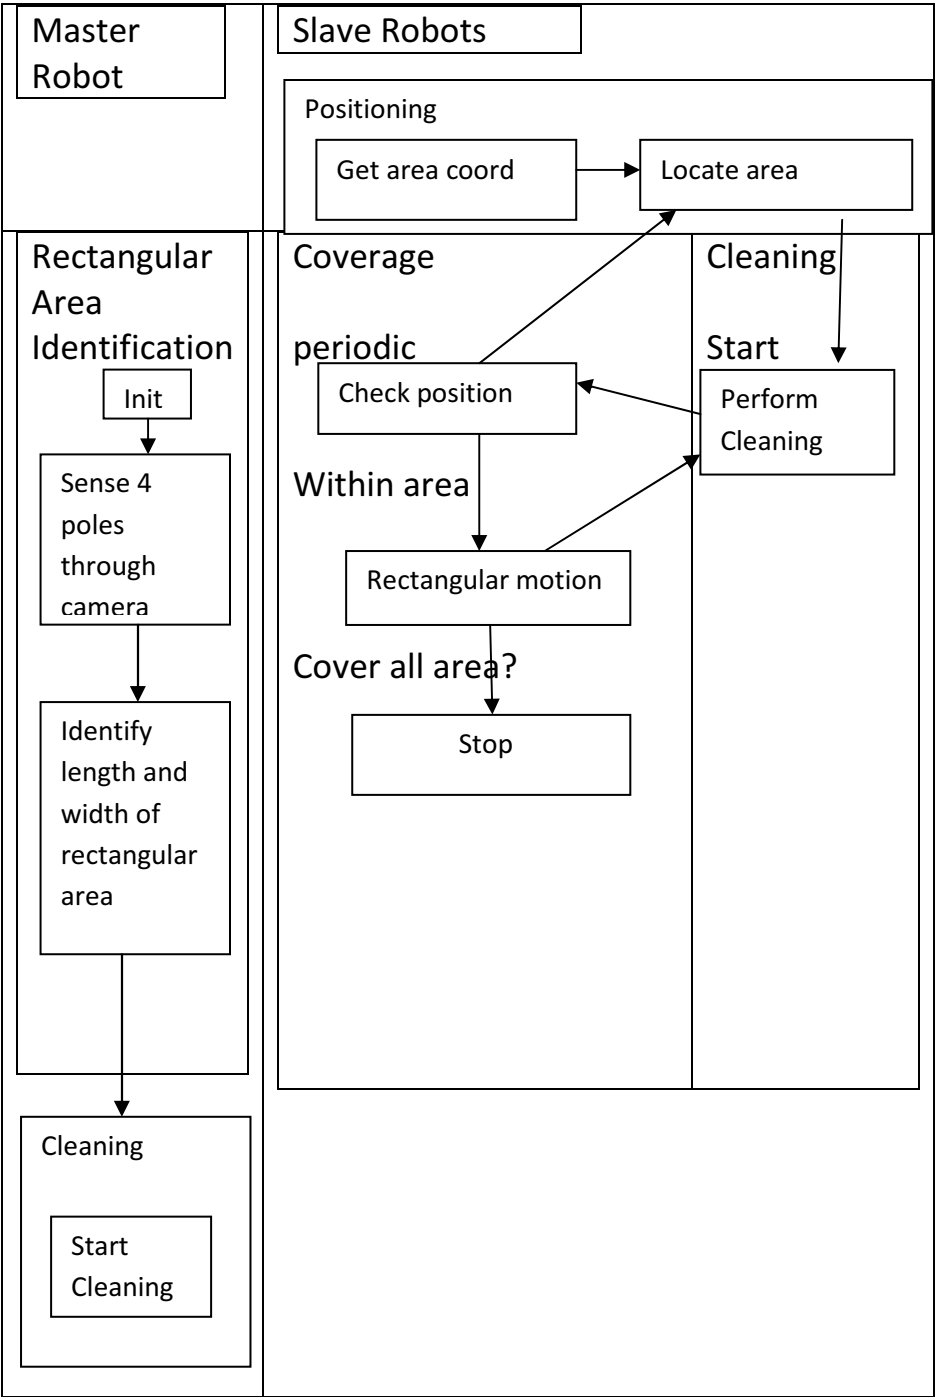 Master
Robot
Slave Robots
Positioning
Get area coord
Locate area
Rectangular
Area
Identification
Init
Sense 4
poles
through
camera
Identify
length and
width of
rectangular
area
Cleaning
Start
Cleaning
Coverage
periodic
Check position
Within area
Rectangular motion
Cover all area?
Stop
Cleaning
Start
Perform
Cleaning